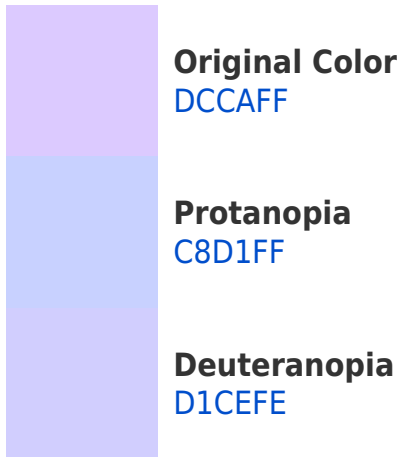 Original Color
DCCAFF
Protanopia
C8D1FF
Deuteranopia
D1CEFE